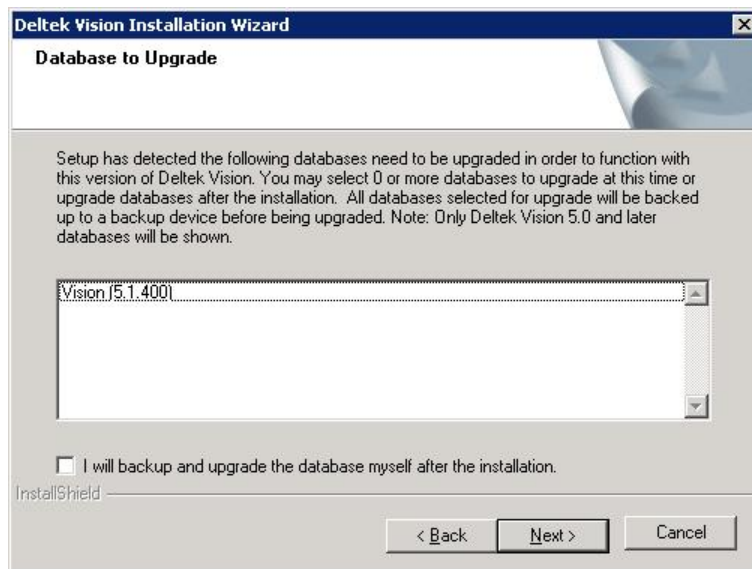 Deltek Vision Installation Wizard
Database to Upgrade
Setup has detected the following databases need to be upgraded in order to function with
this version of Deltek Vision. You may select 0 or more databases to upgrade at this time or
upgrade databases after the installation.  All databases selected for upgrade will be backed
up to a backup device before being upgraded. Note: Only Deltek Vision 5.0 and later
databases will be shown.
Vision (5.1.400)
I will backup and upgrade the database myself after the installation.
InstallShield
< Back
Next >
Cancel